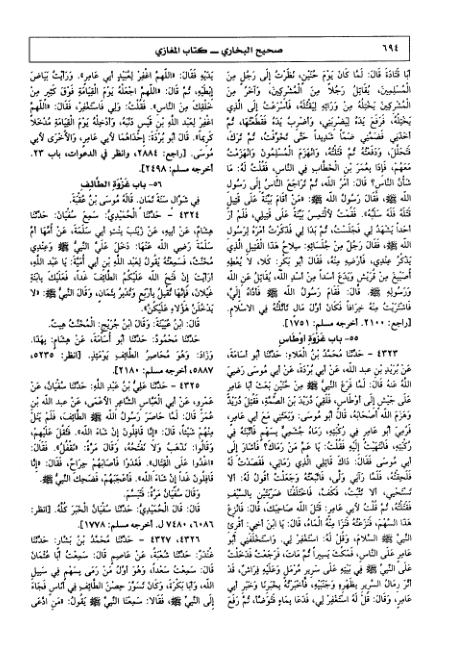 ٦٩٤
صحيح البخاري ــ كتاب المغازي
أبا قتادة قال: لما كان يوم حنين، نظرت إلى رجل من
المسلمين، يقاتل رجلاً من المشركين، وآخر من
المشركين يختله من ورائه ليقتله، فأسرعت إلى الذي
يختله، فرفع يده ليضربني، وأضرب يده فقطعتها، ثم
أخذني فضمني ضماً شديداً حتى تخوفت، ثم ترك،
فتحلل، ودفعته ثم قتلته، وانهزم المسلمون وانهزمت
معهم، فإذا بعمر بن الخطاب في الناس، فقلت له: ما
شأن الناس؟ قال: أمر الله، ثم تراجع الناس إلى رسول
الله ﷺ، فقال رسول الله ﷺ: «من أقام بينة على قتيل
قتله فله سلبه». فقمت لألتمس بينة على قتيلي، فلم أر
أحداً يشهد لي فجلست، ثم بدا لي فذكرت أمره لرسول
الله ﷺ، فقال رجل من جلسائه: سلاح هذا القتيل الذي
يذكر عندي، فأرضه منه، فقال أبو بكر: كلا، لا يعطه
أصيبغ من قريش ويدع أسداً من أسد الله، يقاتل عن الله
ورسوله ﷺ. قال: فقام رسول الله ﷺ فأداه إلي،
فاشتريت منه خرافاً فكان أول مال تأثلته في الإسلام.
[راجع: ٢١٠٠. أخرجه مسلم: ١٧٥١].
٥٥- باب غزوة أوطاس
٤٣٢٣ - حدثنا محمد بن العلاء: حدثنا أبو أسامة،
عن بريد بن عبد الله، عن أبي بردة، عن أبي موسى رضي
الله عنه قال: لما فرغ النبي ﷺ من حنين بعث أبا عامر
على جيش إلى أوطاس، فلقي دريد بن الصمة، فقتل دريد
وهزم الله أصحابه، قال أبو موسى: وبعثني مع أبي عامر،
فرمي أبو عامر في ركبته، رماه جشمي بسهم فأثبته في
ركبته، فانتهيت إليه فقلت: يا عم من رماك؟ فأشار إلى
أبي موسى فقال: ذاك قاتلي الذي رماني، فقصدت له
فلحقته، فلما رآني ولى، فاتبعته وجعلت أقول له: ألا
تستحيي، ألا تثبت، فكف، فاختلفنا ضربتين بالسيف
فقتلته، ثم قلت لأبي عامر: قتل الله صاحبك، قال: فانزع
هذا السهم، فنزعته فنزا منه الماء، قال: يا ابن أخي: أقرئ
النبي ﷺ السلام، وقل له: استغفر لي. واستخلفني أبو
عامر على الناس، فمكث يسيراً ثم مات، فرجعت فدخلت
على النبي ﷺ في بيته على سرير مرمل وعليه فراش، قد
أثر رمال السرير بظهره وجنبيه، فأخبرته بخبرنا وخبر أبي
عامر، وقال: قل له استغفر لي، فدعا بماء فتوضأ، ثم رفع
يديه فقال: «اللهم اغفر لعبيد أبي عامر». ورأيت بياض
إبطيه، ثم قال: «اللهم اجعله يوم القيامة فوق كثير من
خلقك من الناس». فقلت: ولي فاستغفر، فقال: «اللهم
اغفر لعبد الله بن قيس ذنبه، وأدخله يوم القيامة مدخلاً
كريماً». قال أبو بردة: إحداهما لأبي عامر، والأخرى لأبي
موسى. [راجع: ٢٨٨٤، وانظر في الدعوات، باب ٢٣.
أخرجه مسلم: ٢٤٩٨].
٥٦- باب غزوة الطائف
في شوال سنة ثمان. قاله موسى بن عقبة.
٤٣٢٤ - حدثنا الحميدي: سمع سفيان: حدثنا
هشام، عن أبيه، عن زينب بنت أبي سلمة، عن أمها أم
سلمة رضي الله عنها: دخل علي النبي ﷺ وعندي
مخنث، فسمعته يقول لعبد الله بن أبي أمية: يا عبد الله،
أرأيت إن فتح الله عليكم الطائف غداً، فعليك بابنة
غيلان، فإنها تقبل بأربع وتدبر بثمان، وقال النبي ﷺ: «لا
يدخلن هؤلاء عليكن».
قال: ابن عيينة: وقال ابن جريج: المخنث هيت.
حدثنا محمود: حدثنا أبو أسامة، عن هشام: بهذا.
وزاد: وهو محاصر الطائف يومئذ. [انظر: ٥٢٣٥،
٥٨٨٧، أخرجه مسلم: ٢١٨٠].
٤٣٢٥ - حدثنا علي بن عبد الله: حدثنا سفيان، عن
عمرو، عن أبي العباس الشاعر الأعمى، عن عبد الله بن
عمر قال: لما حاصر رسول الله ﷺ الطائف، فلم ينل
منهم شيئاً، قال: «إنا قافلون إن شاء الله». فثقل عليهم،
وقالوا: نذهب ولا نفتحه، وقال مرة: «نقفل». فقال:
«اغدوا على القتال». فغدوا فأصابهم جراح، فقال: «إنا
قافلون غداً إن شاء الله». فأعجبهم، فضحك النبي ﷺ.
وقال سفيان مرة: فتبسم.
قال: قال الحميدي: حدثنا سفيان الخبر كله. [انظر:
٦٠٨٦، ٧٤٨٠ ل. أخرجه مسلم: ١٧٧٨].
٤٣٢٦، ٤٣٢٧ - حدثنا محمد بن بشار: حدثنا
غندر: حدثنا شعبة، عن عاصم قال: سمعت أبا عثمان
قال: سمعت سعداً، وهو أول من رمى بسهم في سبيل
الله، وأبا بكرة، وكان تسور حصن الطائف في أناس فجاء
إلى النبي ﷺ، فقالا: سمعنا النبي ﷺ يقول: «من ادعى